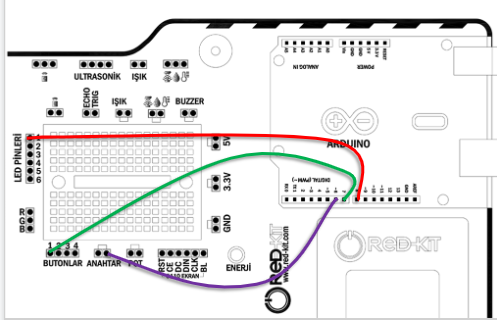 ULTRASONİK IŞIK
ECHO
TRIG
IŞIK
BUZZER
LED PİNLERİ
1
2
3
4
5
6
5V
3.3V
GND
R
G
B
1 2 3 4
BUTONLAR
ANAHTAR
POT
RST
CE
DC
DIN
CLK
BL
5110 EKRAN
ENERJİ
ANALOG IN
POWER
ARDUINO
DIGITAL (PWM ~)
RED-KIT
www.red-kit.com
RED-KIT